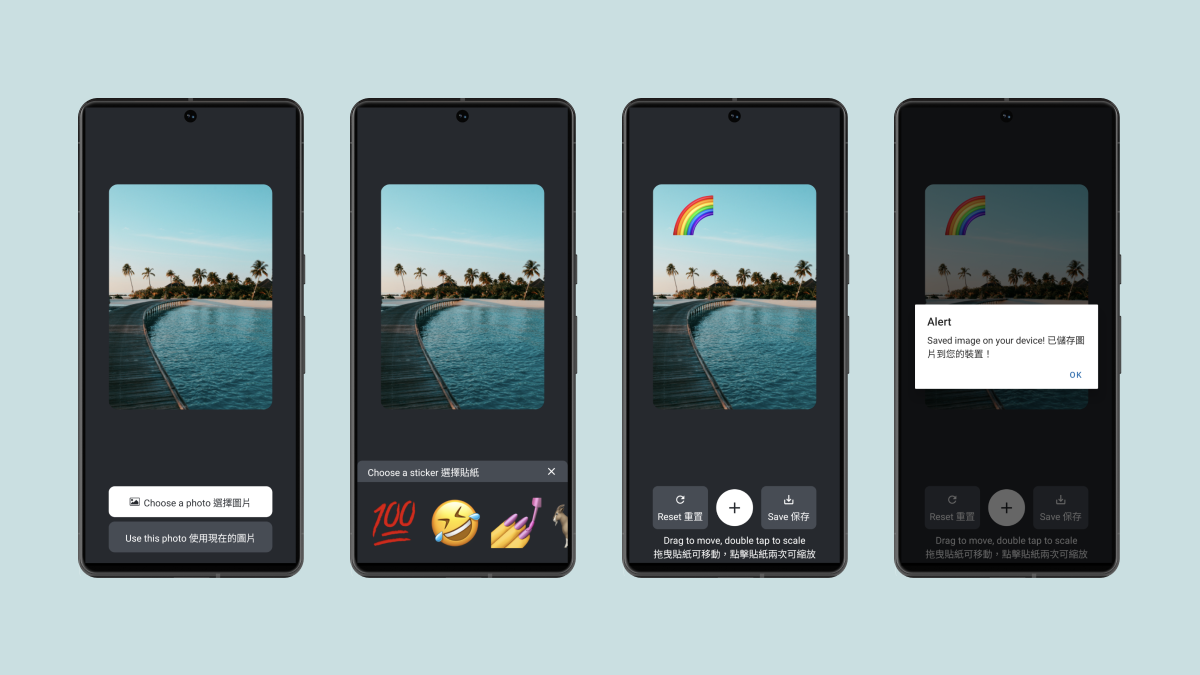 Choose a photo 選擇圖片
Use this photo 使用現在的圖片
Choose a sticker 選擇貼紙
100
Reset 重置
Save 保存
Drag to move, double tap to scale
拖曳貼紙可移動，點擊貼紙兩次可縮放
Alert
Saved image on your device! 已儲存圖
片到您的裝置！
OK
Reset 重置
Save 保存
Drag to move, double tap to scale
拖曳貼紙可移動，點擊貼紙兩次可縮放